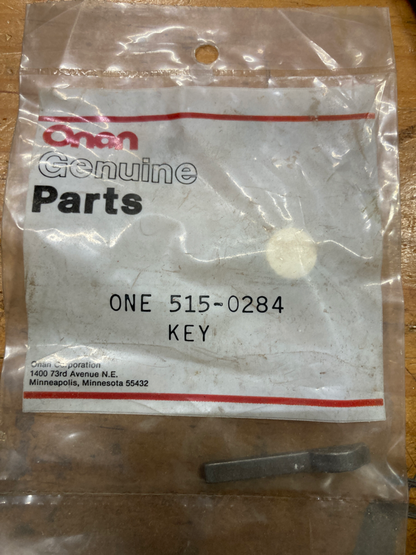 Onan
Genuine
Parts
ONE 515-0284
KEY
Onan Corporation
1400 73rd Avenue N.E.
Minneapolis, Minnesota 55432